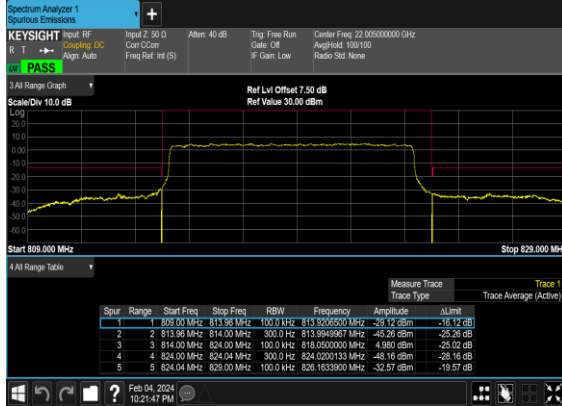 Spectrum Analyzer 1
Spurious Emissions
+
KEYSIGHT Input: RF Input Z: 50 Ω Atten: 40 dB Trig: Free Run Center Freq: 22.005000000 GHz
R T Coupling: DC Corr CCorr Gate: Off Avg|Hold: 100/100
Align: Auto Freq Ref: Int (S) IF Gain: Low Radio Std: None
PASS
3 All Range Graph
Ref Lvl Offset 7.50 dB
Scale/Div 10.0 dB Ref Value 30.00 dBm
Log
20.0
10.0
0.00
-10.0
-20.0
-30.0
-40.0
-50.0
-60.0
Start 809.000 MHz Stop 829.000 MH
4 All Range Table
Measure Trace Trace 1
Trace Type Trace Average (Active)
Spur Range Start Freq Stop Freq RBW Frequency Amplitude ΔLimit
1 1 809.00 MHz 813.96 MHz 100.0 kHz 813.9206500 MHz -29.12 dBm -16.12 dB
2 2 813.96 MHz 814.00 MHz 300.0 Hz 813.9949967 MHz -45.26 dBm -25.26 dB
3 3 814.00 MHz 824.00 MHz 100.0 kHz 818.0500000 MHz 4.980 dBm -25.02 dB
4 4 824.00 MHz 824.04 MHz 300.0 Hz 824.0200133 MHz -48.16 dBm -28.16 dB
5 5 824.04 MHz 829.00 MHz 100.0 kHz 826.1633900 MHz -32.57 dBm -19.57 dB
? Feb 04, 2024
10:21:47 PM